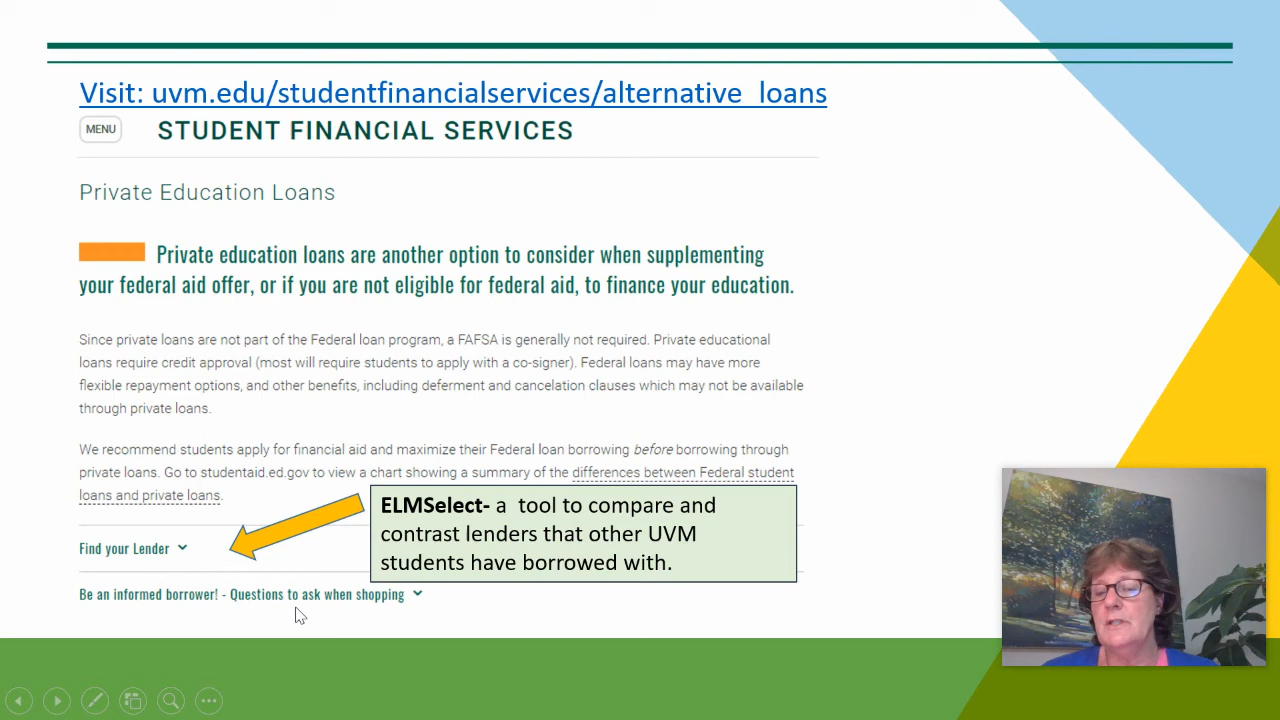 Visit: uvm.edu/studentfinancialservices/alternative_loans
MENU
STUDENT FINANCIAL SERVICES
Private Education Loans
Private education loans are another option to consider when supplementing
your federal aid offer, or if you are not eligible for federal aid, to finance your education.
Since private loans are not part of the Federal loan program, a FAFSA is generally not required. Private educational
loans require credit approval (most will require students to apply with a co-signer). Federal loans may have more
flexible repayment options, and other benefits, including deferment and cancelation clauses which may not be available
through private loans.
We recommend students apply for financial aid and maximize their Federal loan borrowing before borrowing through
private loans. Go to studentaid.ed.gov to view a chart showing a summary of the differences between Federal student
loans and private loans.
ELMSelect- a tool to compare and
contrast lenders that other UVM
students have borrowed with.
Find your Lender
Be an informed borrower! - Questions to ask when shopping